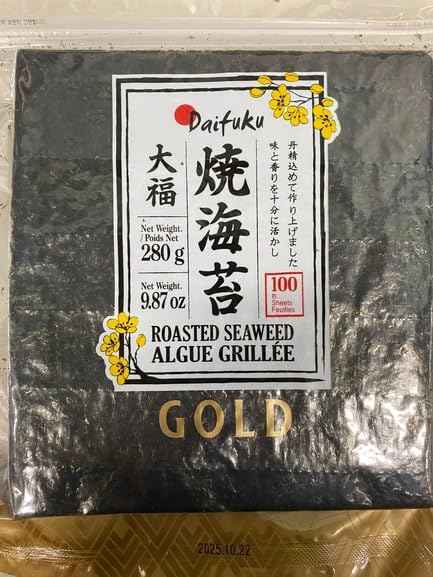 Daifuku
大福
焼海苔
丹精込めて作り上げました
味と香りを十分に活かし
Net Weight.
/ Poids Net
280 g
Net Weight.
9.87 oz
100
Sheets
Feuilles
ROASTED SEAWEED
ALGUE GRILLÉE
GOLD
2025.10.22